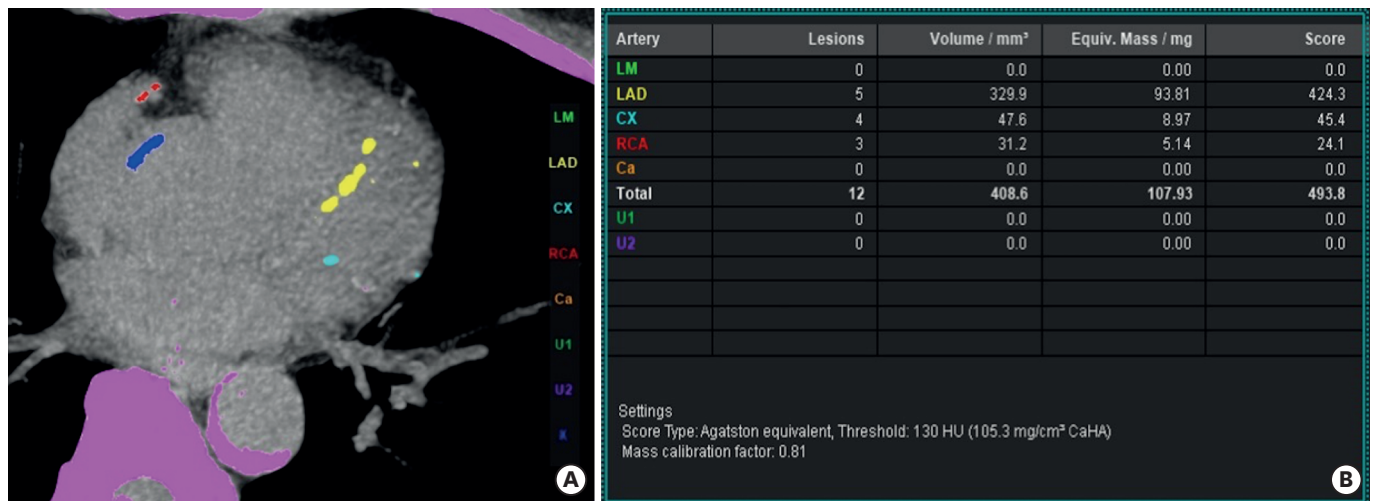 LM
LAD
CX
RCA
Ca
U1
U2
X
A
Artery Lesions Volume / mm³ Equiv. Mass / mg Score
LM 0 0.0 0.00 0.0
LAD 5 329.9 93.81 424.3
CX 4 47.6 8.97 45.4
RCA 3 31.2 5.14 24.1
Ca 0 0.0 0.00 0.0
Total 12 408.6 107.93 493.8
U1 0 0.0 0.00 0.0
U2 0 0.0 0.00 0.0
Settings
Score Type: Agatston equivalent, Threshold: 130 HU (105.3 mg/cm³ CaHA)
Mass calibration factor: 0.81
B